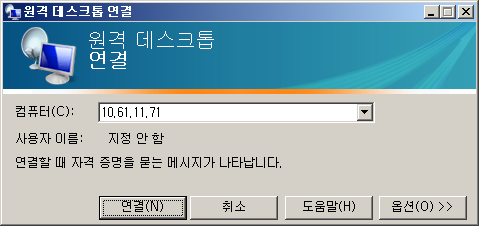 원격 데스크톱 연결
원격 데스크톱
연결
컴퓨터(C): 10.61.11.71
사용자 이름: 지정 안 함
연결할 때 자격 증명을 묻는 메시지가 나타납니다.
연결(N) 취소 도움말(H) 옵션(O) >>